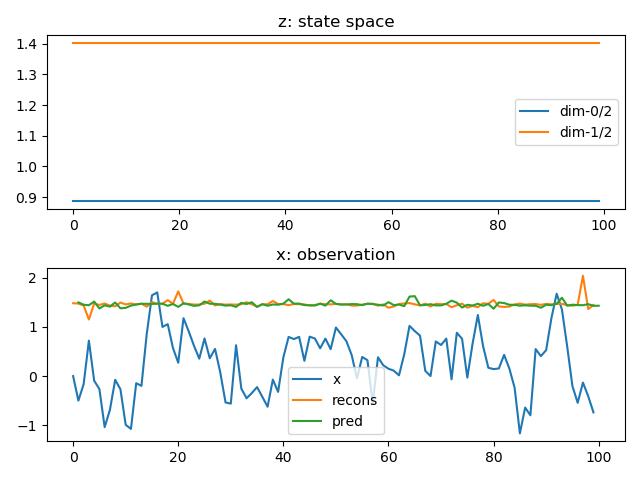 z: state space
1.4
1.3
1.2
1.1
1.0
0.9
dim-0/2
dim-1/2
0 20 40 60 80 100
x: observation
2
1
0
−1
x
recons
pred
0 20 40 60 80 100